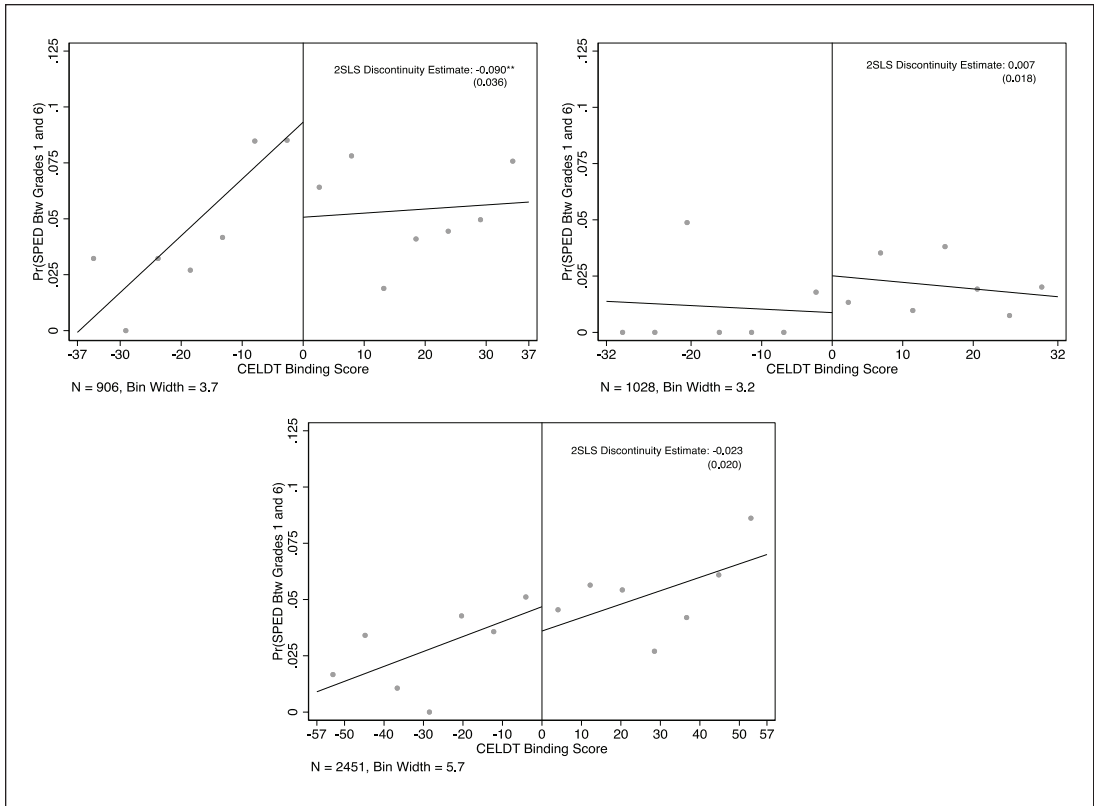 .125
.1
.075
.05
.025
0
Pr(SPED Btw Grades 1 and 6)
2SLS Discontinuity Estimate: -0.090**
(0.036)
-37 -30 -20 -10 0 10 20 30 37
CELDT Binding Score
N = 906, Bin Width = 3.7
.125
.1
.075
.05
.025
0
Pr(SPED Btw Grades 1 and 6)
2SLS Discontinuity Estimate: 0.007
(0.018)
-32 -20 -10 0 10 20 32
CELDT Binding Score
N = 1028, Bin Width = 3.2
.125
.1
.075
.05
.025
0
Pr(SPED Btw Grades 1 and 6)
2SLS Discontinuity Estimate: -0.023
(0.020)
-57 -50 -40 -30 -20 -10 0 10 20 30 40 50 57
CELDT Binding Score
N = 2451, Bin Width = 5.7